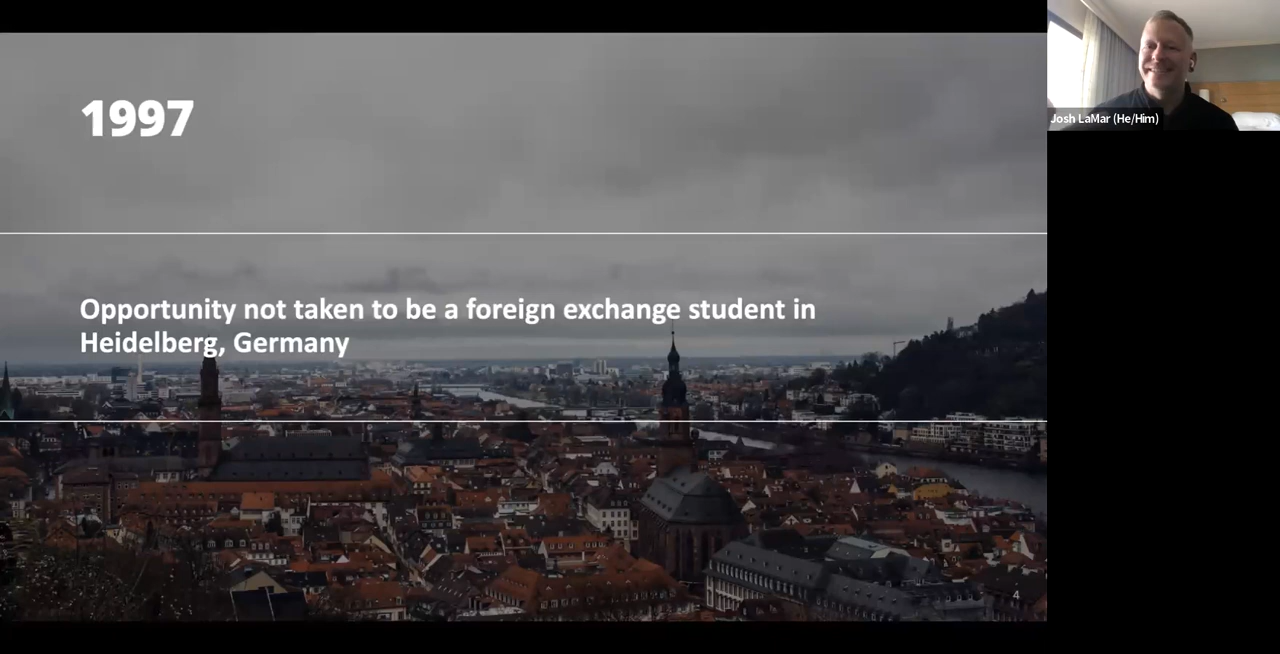 1997
Opportunity not taken to be a foreign exchange student in
Heidelberg, Germany
4
Josh LaMar (He/Him)